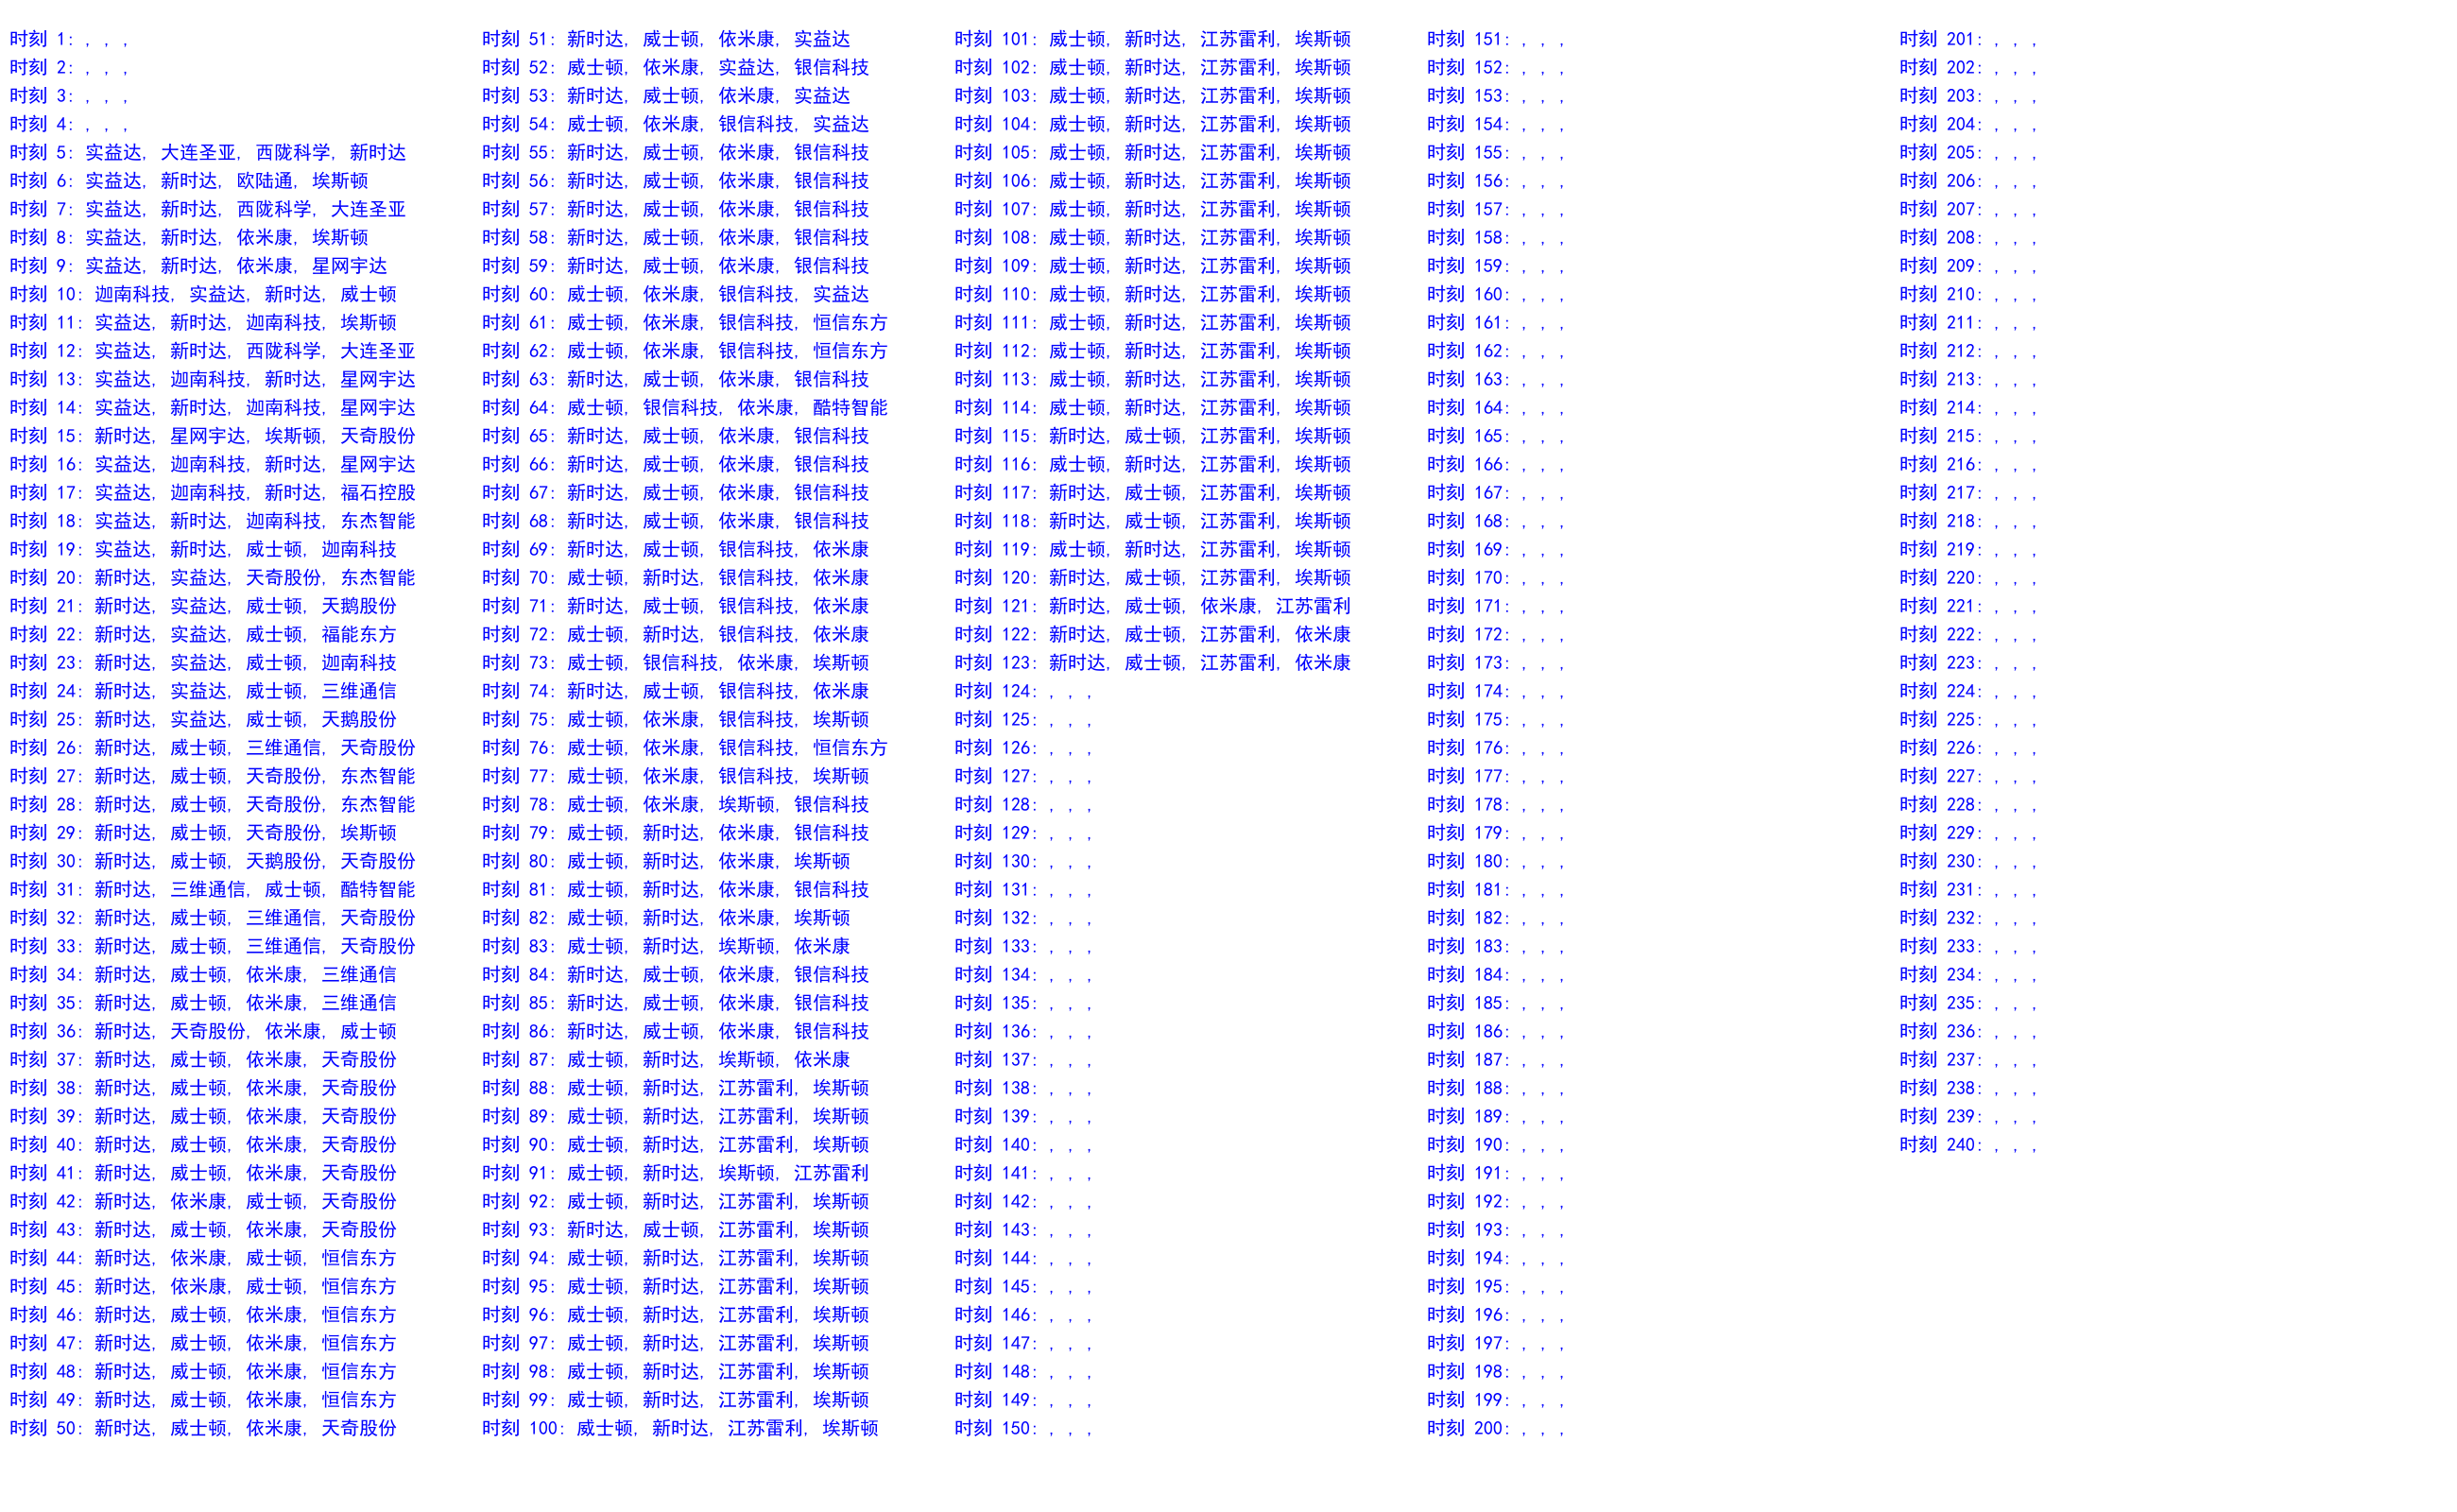 时刻 1: , , ,
时刻 2: , , ,
时刻 3: , , ,
时刻 4: , , ,
时刻 5: 实益达, 大连圣亚, 西陇科学, 新时达
时刻 6: 实益达, 新时达, 欧陆通, 埃斯顿
时刻 7: 实益达, 新时达, 西陇科学, 大连圣亚
时刻 8: 实益达, 新时达, 依米康, 埃斯顿
时刻 9: 实益达, 新时达, 依米康, 星网宇达
时刻 10: 迦南科技, 实益达, 新时达, 威士顿
时刻 11: 实益达, 新时达, 迦南科技, 埃斯顿
时刻 12: 实益达, 新时达, 西陇科学, 大连圣亚
时刻 13: 实益达, 迦南科技, 新时达, 星网宇达
时刻 14: 实益达, 新时达, 迦南科技, 星网宇达
时刻 15: 新时达, 星网宇达, 埃斯顿, 天奇股份
时刻 16: 实益达, 迦南科技, 新时达, 星网宇达
时刻 17: 实益达, 迦南科技, 新时达, 福石控股
时刻 18: 实益达, 新时达, 迦南科技, 东杰智能
时刻 19: 实益达, 新时达, 威士顿, 迦南科技
时刻 20: 新时达, 实益达, 天奇股份, 东杰智能
时刻 21: 新时达, 实益达, 威士顿, 天鹅股份
时刻 22: 新时达, 实益达, 威士顿, 福能东方
时刻 23: 新时达, 实益达, 威士顿, 迦南科技
时刻 24: 新时达, 实益达, 威士顿, 三维通信
时刻 25: 新时达, 实益达, 威士顿, 天鹅股份
时刻 26: 新时达, 威士顿, 三维通信, 天奇股份
时刻 27: 新时达, 威士顿, 天奇股份, 东杰智能
时刻 28: 新时达, 威士顿, 天奇股份, 东杰智能
时刻 29: 新时达, 威士顿, 天奇股份, 埃斯顿
时刻 30: 新时达, 威士顿, 天鹅股份, 天奇股份
时刻 31: 新时达, 三维通信, 威士顿, 酷特智能
时刻 32: 新时达, 威士顿, 三维通信, 天奇股份
时刻 33: 新时达, 威士顿, 三维通信, 天奇股份
时刻 34: 新时达, 威士顿, 依米康, 三维通信
时刻 35: 新时达, 威士顿, 依米康, 三维通信
时刻 36: 新时达, 天奇股份, 依米康, 威士顿
时刻 37: 新时达, 威士顿, 依米康, 天奇股份
时刻 38: 新时达, 威士顿, 依米康, 天奇股份
时刻 39: 新时达, 威士顿, 依米康, 天奇股份
时刻 40: 新时达, 威士顿, 依米康, 天奇股份
时刻 41: 新时达, 威士顿, 依米康, 天奇股份
时刻 42: 新时达, 依米康, 威士顿, 天奇股份
时刻 43: 新时达, 威士顿, 依米康, 天奇股份
时刻 44: 新时达, 依米康, 威士顿, 恒信东方
时刻 45: 新时达, 依米康, 威士顿, 恒信东方
时刻 46: 新时达, 威士顿, 依米康, 恒信东方
时刻 47: 新时达, 威士顿, 依米康, 恒信东方
时刻 48: 新时达, 威士顿, 依米康, 恒信东方
时刻 49: 新时达, 威士顿, 依米康, 恒信东方
时刻 50: 新时达, 威士顿, 依米康, 天奇股份
时刻 51: 新时达, 威士顿, 依米康, 实益达
时刻 52: 威士顿, 依米康, 实益达, 银信科技
时刻 53: 新时达, 威士顿, 依米康, 实益达
时刻 54: 威士顿, 依米康, 银信科技, 实益达
时刻 55: 新时达, 威士顿, 依米康, 银信科技
时刻 56: 新时达, 威士顿, 依米康, 银信科技
时刻 57: 新时达, 威士顿, 依米康, 银信科技
时刻 58: 新时达, 威士顿, 依米康, 银信科技
时刻 59: 新时达, 威士顿, 依米康, 银信科技
时刻 60: 威士顿, 依米康, 银信科技, 实益达
时刻 61: 威士顿, 依米康, 银信科技, 恒信东方
时刻 62: 威士顿, 依米康, 银信科技, 恒信东方
时刻 63: 新时达, 威士顿, 依米康, 银信科技
时刻 64: 威士顿, 银信科技, 依米康, 酷特智能
时刻 65: 新时达, 威士顿, 依米康, 银信科技
时刻 66: 新时达, 威士顿, 依米康, 银信科技
时刻 67: 新时达, 威士顿, 依米康, 银信科技
时刻 68: 新时达, 威士顿, 依米康, 银信科技
时刻 69: 新时达, 威士顿, 银信科技, 依米康
时刻 70: 威士顿, 新时达, 银信科技, 依米康
时刻 71: 新时达, 威士顿, 银信科技, 依米康
时刻 72: 威士顿, 新时达, 银信科技, 依米康
时刻 73: 威士顿, 银信科技, 依米康, 埃斯顿
时刻 74: 新时达, 威士顿, 银信科技, 依米康
时刻 75: 威士顿, 依米康, 银信科技, 埃斯顿
时刻 76: 威士顿, 依米康, 银信科技, 恒信东方
时刻 77: 威士顿, 依米康, 银信科技, 埃斯顿
时刻 78: 威士顿, 依米康, 埃斯顿, 银信科技
时刻 79: 威士顿, 新时达, 依米康, 银信科技
时刻 80: 威士顿, 新时达, 依米康, 埃斯顿
时刻 81: 威士顿, 新时达, 依米康, 银信科技
时刻 82: 威士顿, 新时达, 依米康, 埃斯顿
时刻 83: 威士顿, 新时达, 埃斯顿, 依米康
时刻 84: 新时达, 威士顿, 依米康, 银信科技
时刻 85: 新时达, 威士顿, 依米康, 银信科技
时刻 86: 新时达, 威士顿, 依米康, 银信科技
时刻 87: 威士顿, 新时达, 埃斯顿, 依米康
时刻 88: 威士顿, 新时达, 江苏雷利, 埃斯顿
时刻 89: 威士顿, 新时达, 江苏雷利, 埃斯顿
时刻 90: 威士顿, 新时达, 江苏雷利, 埃斯顿
时刻 91: 威士顿, 新时达, 埃斯顿, 江苏雷利
时刻 92: 威士顿, 新时达, 江苏雷利, 埃斯顿
时刻 93: 新时达, 威士顿, 江苏雷利, 埃斯顿
时刻 94: 威士顿, 新时达, 江苏雷利, 埃斯顿
时刻 95: 威士顿, 新时达, 江苏雷利, 埃斯顿
时刻 96: 威士顿, 新时达, 江苏雷利, 埃斯顿
时刻 97: 威士顿, 新时达, 江苏雷利, 埃斯顿
时刻 98: 威士顿, 新时达, 江苏雷利, 埃斯顿
时刻 99: 威士顿, 新时达, 江苏雷利, 埃斯顿
时刻 100: 威士顿, 新时达, 江苏雷利, 埃斯顿
时刻 101: 威士顿, 新时达, 江苏雷利, 埃斯顿
时刻 102: 威士顿, 新时达, 江苏雷利, 埃斯顿
时刻 103: 威士顿, 新时达, 江苏雷利, 埃斯顿
时刻 104: 威士顿, 新时达, 江苏雷利, 埃斯顿
时刻 105: 威士顿, 新时达, 江苏雷利, 埃斯顿
时刻 106: 威士顿, 新时达, 江苏雷利, 埃斯顿
时刻 107: 威士顿, 新时达, 江苏雷利, 埃斯顿
时刻 108: 威士顿, 新时达, 江苏雷利, 埃斯顿
时刻 109: 威士顿, 新时达, 江苏雷利, 埃斯顿
时刻 110: 威士顿, 新时达, 江苏雷利, 埃斯顿
时刻 111: 威士顿, 新时达, 江苏雷利, 埃斯顿
时刻 112: 威士顿, 新时达, 江苏雷利, 埃斯顿
时刻 113: 威士顿, 新时达, 江苏雷利, 埃斯顿
时刻 114: 威士顿, 新时达, 江苏雷利, 埃斯顿
时刻 115: 新时达, 威士顿, 江苏雷利, 埃斯顿
时刻 116: 威士顿, 新时达, 江苏雷利, 埃斯顿
时刻 117: 新时达, 威士顿, 江苏雷利, 埃斯顿
时刻 118: 新时达, 威士顿, 江苏雷利, 埃斯顿
时刻 119: 威士顿, 新时达, 江苏雷利, 埃斯顿
时刻 120: 新时达, 威士顿, 江苏雷利, 埃斯顿
时刻 121: 新时达, 威士顿, 依米康, 江苏雷利
时刻 122: 新时达, 威士顿, 江苏雷利, 依米康
时刻 123: 新时达, 威士顿, 江苏雷利, 依米康
时刻 124: , , ,
时刻 125: , , ,
时刻 126: , , ,
时刻 127: , , ,
时刻 128: , , ,
时刻 129: , , ,
时刻 130: , , ,
时刻 131: , , ,
时刻 132: , , ,
时刻 133: , , ,
时刻 134: , , ,
时刻 135: , , ,
时刻 136: , , ,
时刻 137: , , ,
时刻 138: , , ,
时刻 139: , , ,
时刻 140: , , ,
时刻 141: , , ,
时刻 142: , , ,
时刻 143: , , ,
时刻 144: , , ,
时刻 145: , , ,
时刻 146: , , ,
时刻 147: , , ,
时刻 148: , , ,
时刻 149: , , ,
时刻 150: , , ,
时刻 151: , , ,
时刻 152: , , ,
时刻 153: , , ,
时刻 154: , , ,
时刻 155: , , ,
时刻 156: , , ,
时刻 157: , , ,
时刻 158: , , ,
时刻 159: , , ,
时刻 160: , , ,
时刻 161: , , ,
时刻 162: , , ,
时刻 163: , , ,
时刻 164: , , ,
时刻 165: , , ,
时刻 166: , , ,
时刻 167: , , ,
时刻 168: , , ,
时刻 169: , , ,
时刻 170: , , ,
时刻 171: , , ,
时刻 172: , , ,
时刻 173: , , ,
时刻 174: , , ,
时刻 175: , , ,
时刻 176: , , ,
时刻 177: , , ,
时刻 178: , , ,
时刻 179: , , ,
时刻 180: , , ,
时刻 181: , , ,
时刻 182: , , ,
时刻 183: , , ,
时刻 184: , , ,
时刻 185: , , ,
时刻 186: , , ,
时刻 187: , , ,
时刻 188: , , ,
时刻 189: , , ,
时刻 190: , , ,
时刻 191: , , ,
时刻 192: , , ,
时刻 193: , , ,
时刻 194: , , ,
时刻 195: , , ,
时刻 196: , , ,
时刻 197: , , ,
时刻 198: , , ,
时刻 199: , , ,
时刻 200: , , ,
时刻 201: , , ,
时刻 202: , , ,
时刻 203: , , ,
时刻 204: , , ,
时刻 205: , , ,
时刻 206: , , ,
时刻 207: , , ,
时刻 208: , , ,
时刻 209: , , ,
时刻 210: , , ,
时刻 211: , , ,
时刻 212: , , ,
时刻 213: , , ,
时刻 214: , , ,
时刻 215: , , ,
时刻 216: , , ,
时刻 217: , , ,
时刻 218: , , ,
时刻 219: , , ,
时刻 220: , , ,
时刻 221: , , ,
时刻 222: , , ,
时刻 223: , , ,
时刻 224: , , ,
时刻 225: , , ,
时刻 226: , , ,
时刻 227: , , ,
时刻 228: , , ,
时刻 229: , , ,
时刻 230: , , ,
时刻 231: , , ,
时刻 232: , , ,
时刻 233: , , ,
时刻 234: , , ,
时刻 235: , , ,
时刻 236: , , ,
时刻 237: , , ,
时刻 238: , , ,
时刻 239: , , ,
时刻 240: , , ,